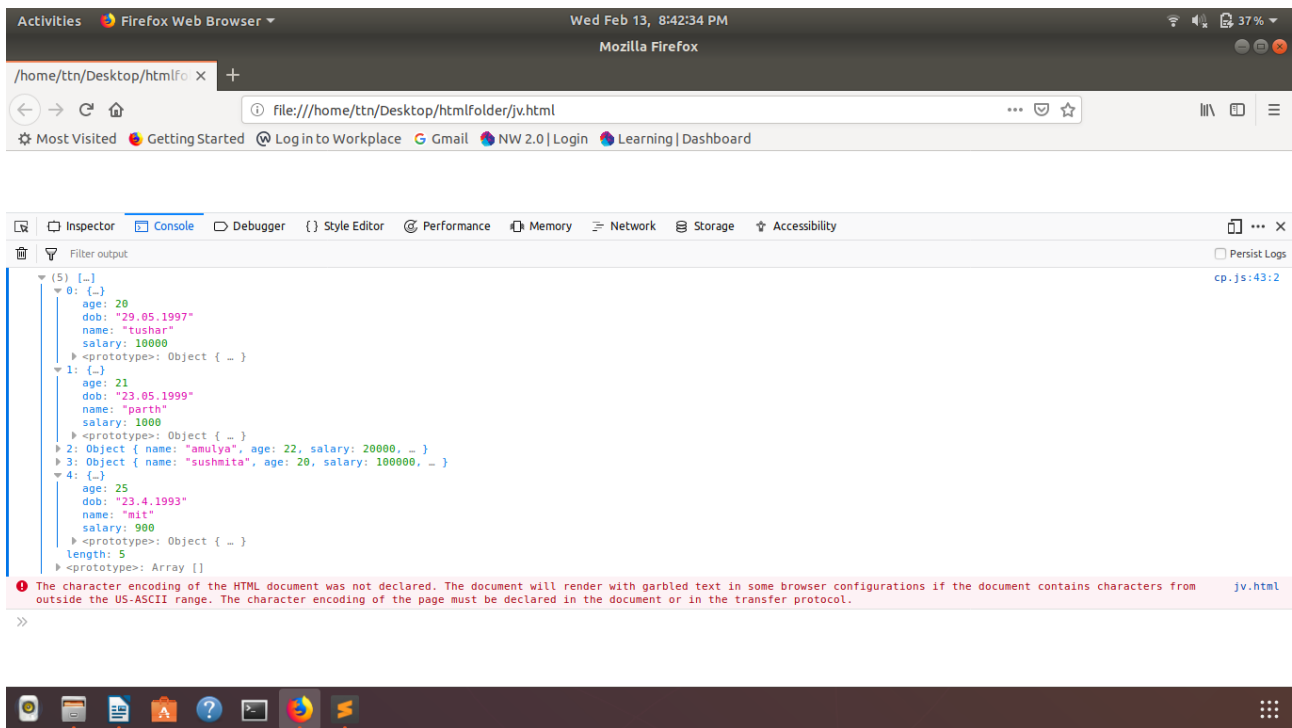 Activities Firefox Web Browser Wed Feb 13, 8:42:34 PM 37%
Mozilla Firefox
/home/ttn/Desktop/htmlfo
file:///home/ttn/Desktop/htmlfolder/jv.html
Most Visited Getting Started Log in to Workplace Gmail NW 2.0 | Login Learning | Dashboard
Inspector Console Debugger {} Style Editor Performance Memory Network Storage Accessibility
Filter output Persist Logs
(5) […] cp.js:43:2
0: {…}
age: 20
dob: "29.05.1997"
name: "tushar"
salary: 10000
<prototype>: Object { … }
1: {…}
age: 21
dob: "23.05.1999"
name: "parth"
salary: 1000
<prototype>: Object { … }
2: Object { name: "amulya", age: 22, salary: 20000, … }
3: Object { name: "sushmita", age: 20, salary: 100000, … }
4: {…}
age: 25
dob: "23.4.1993"
name: "mit"
salary: 900
<prototype>: Object { … }
length: 5
<prototype>: Array []
The character encoding of the HTML document was not declared. The document will render with garbled text in some browser configurations if the document contains characters from jv.html
outside the US-ASCII range. The character encoding of the page must be declared in the document or in the transfer protocol.